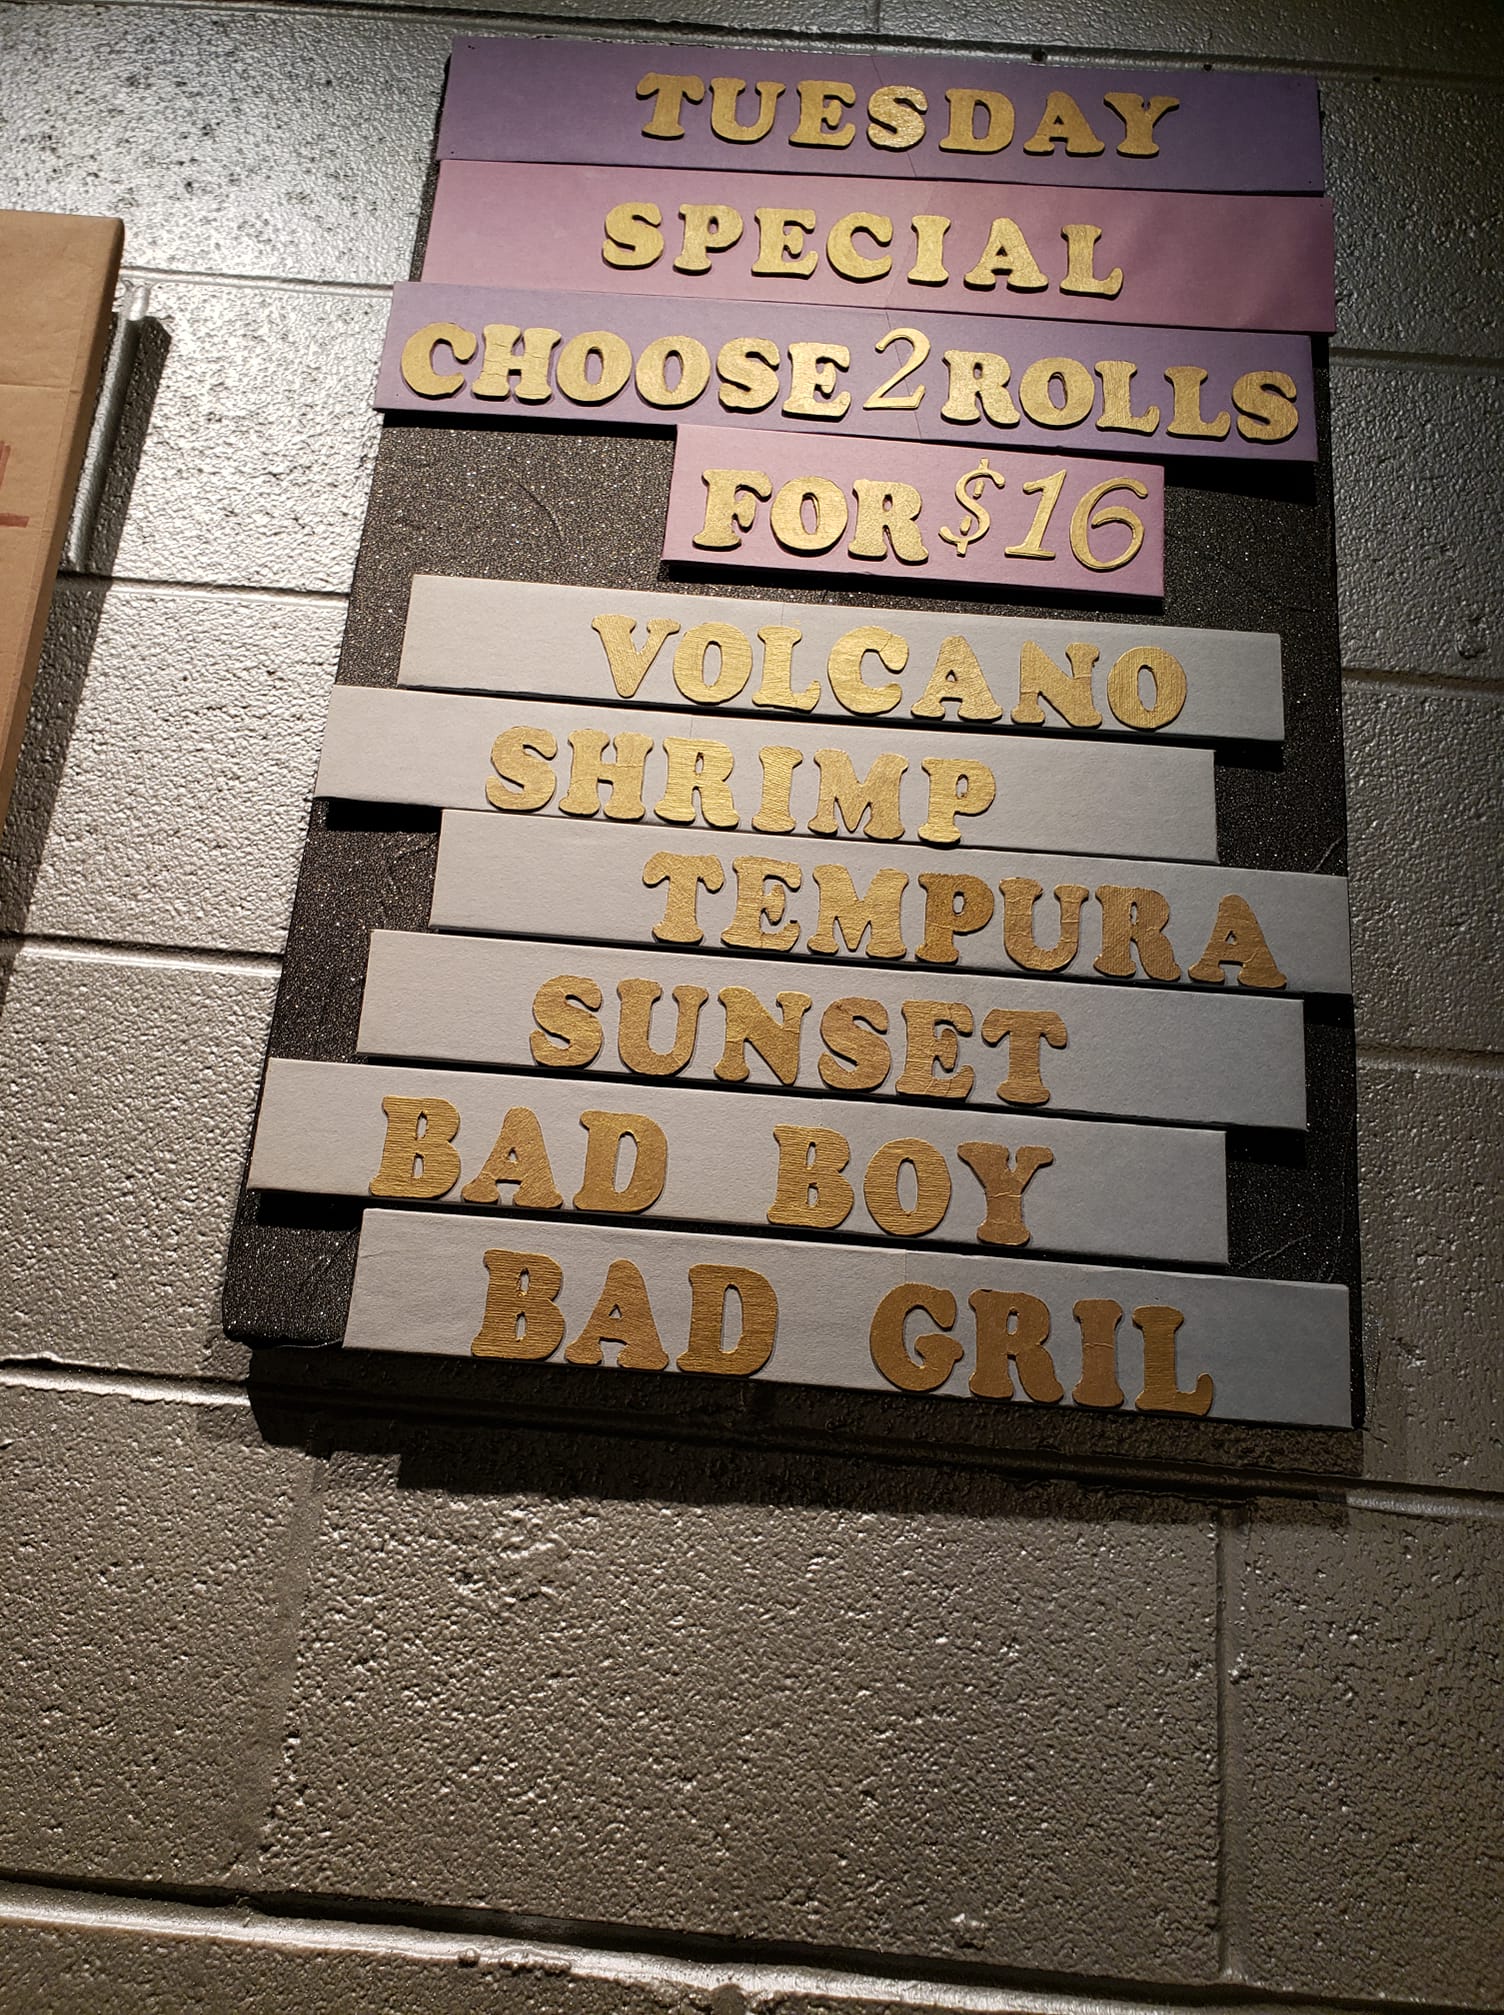 TUESDAY
SPECIAL
CHOOSE 2 ROLLS
FOR $16
VOLCANO
SHRIMP
TEMPURA
SUNSET
BAD BOY
BAD GRIL